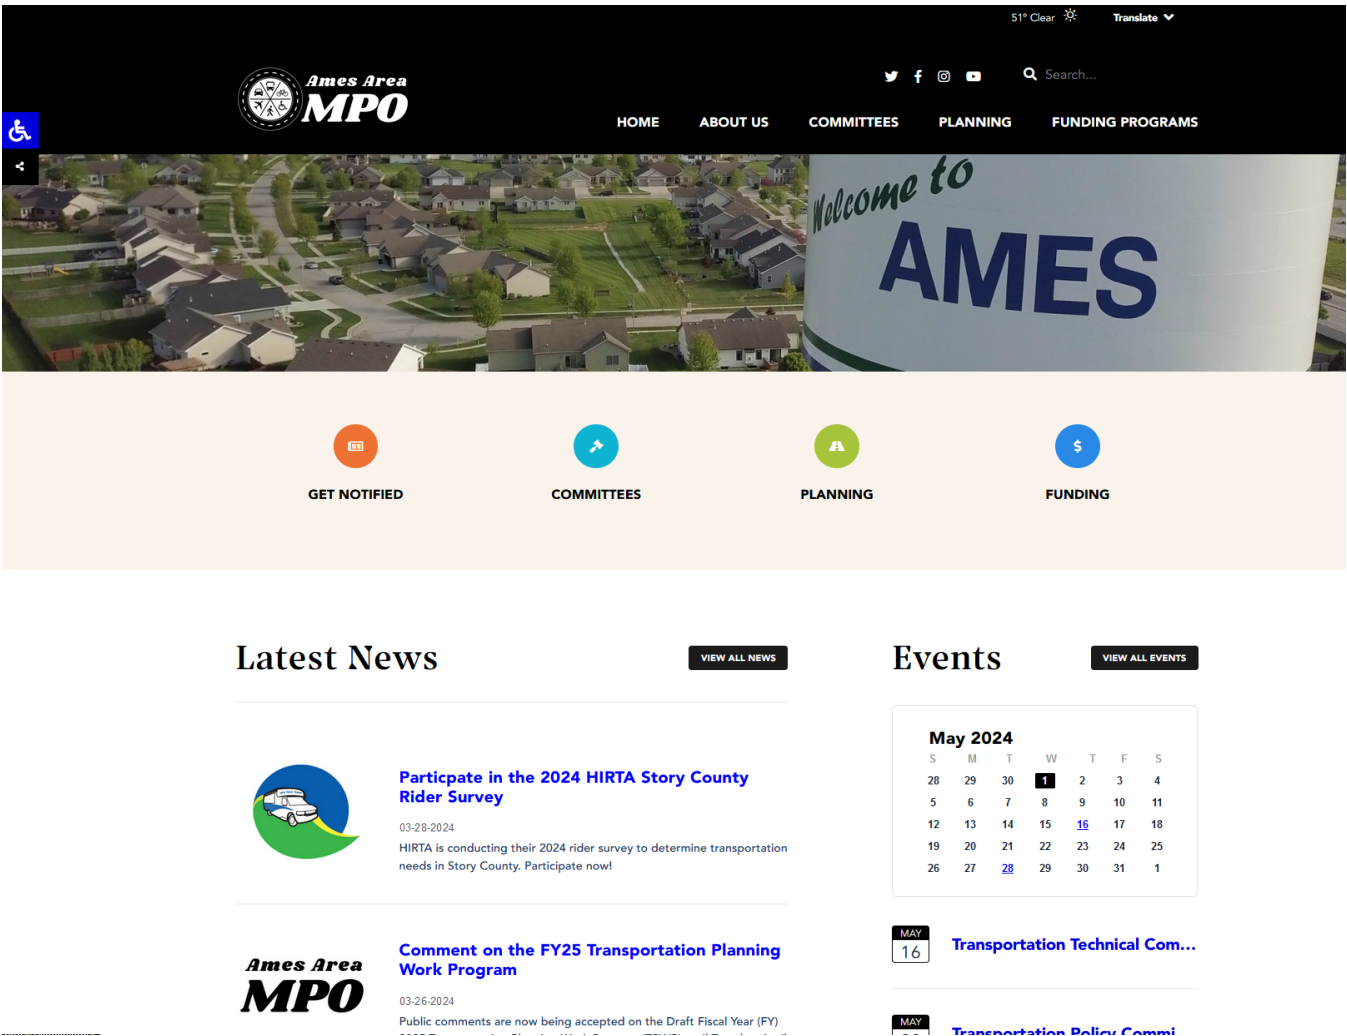 51° Clear
Translate
Ames Area
MPO
Search...
HOME
ABOUT US
COMMITTEES
PLANNING
FUNDING PROGRAMS
Welcome to
AMES
GET NOTIFIED
COMMITTEES
PLANNING
FUNDING
Latest News
VIEW ALL NEWS
Particpate in the 2024 HIRTA Story County
Rider Survey
03-28-2024
HIRTA is conducting their 2024 rider survey to determine transportation
needs in Story County. Participate now!
Ames Area
MPO
Comment on the FY25 Transportation Planning
Work Program
03-26-2024
Public comments are now being accepted on the Draft Fiscal Year (FY)
Events
VIEW ALL EVENTS
May 2024
S M T W T F S
28 29 30 1 2 3 4
5 6 7 8 9 10 11
12 13 14 15 16 17 18
19 20 21 22 23 24 25
26 27 28 29 30 31 1
MAY
16
Transportation Technical Com...
MAY
Transportation Policy Commi